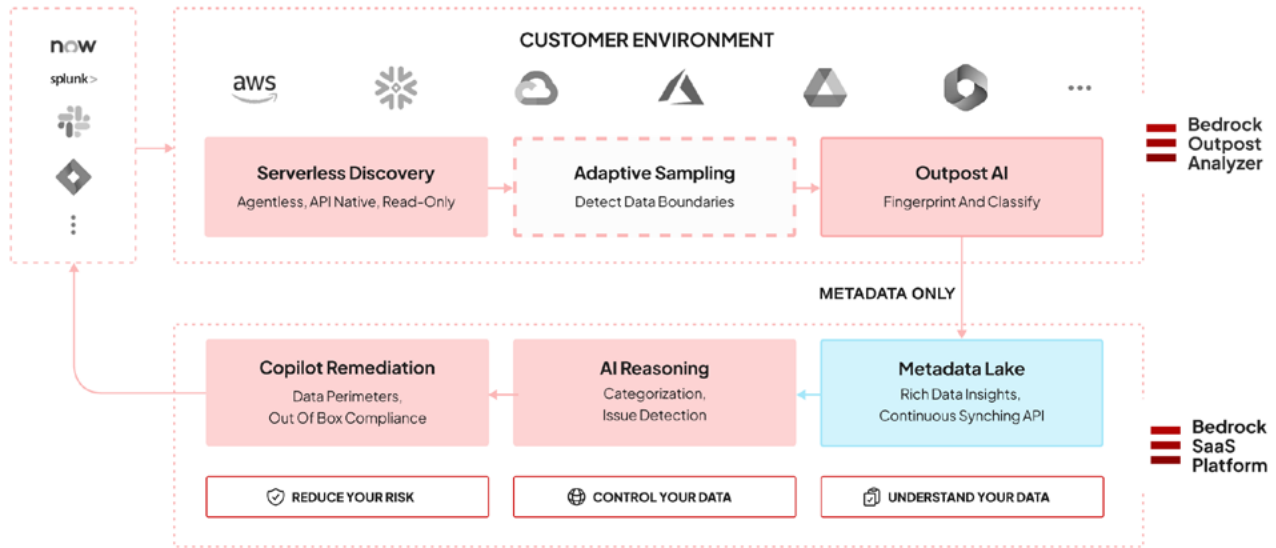 now
splunk>
CUSTOMER ENVIRONMENT
aws
Serverless Discovery
Agentless, API Native, Read-Only
Adaptive Sampling
Detect Data Boundaries
Outpost AI
Fingerprint And Classify
Bedrock
Outpost
Analyzer
METADATA ONLY
Copilot Remediation
Data Perimeters,
Out Of Box Compliance
AI Reasoning
Categorization,
Issue Detection
Metadata Lake
Rich Data Insights,
Continuous Synching API
Bedrock
SaaS
Platform
REDUCE YOUR RISK
CONTROL YOUR DATA
UNDERSTAND YOUR DATA